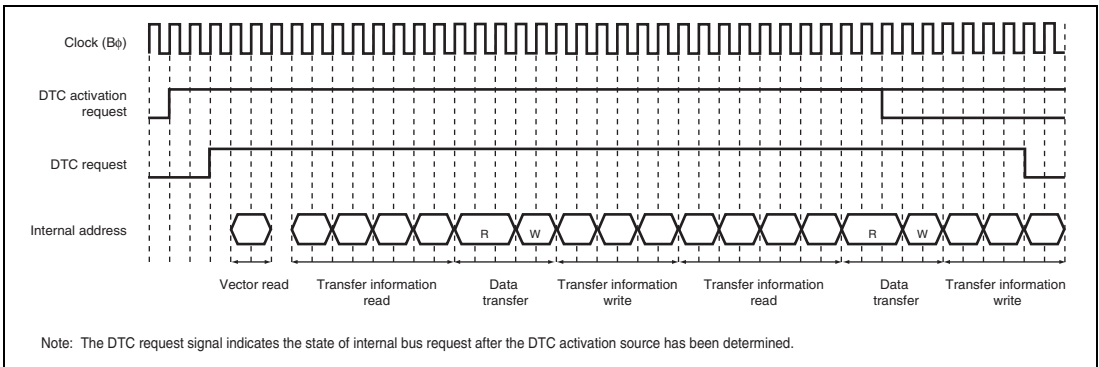 Clock (Bφ)
DTC activation
request
DTC request
Internal address
R
W
R
W
Vector read
Transfer information
read
Data
transfer
Transfer information
write
Transfer information
read
Data
transfer
Transfer information
write
Note: The DTC request signal indicates the state of internal bus request after the DTC activation source has been determined.